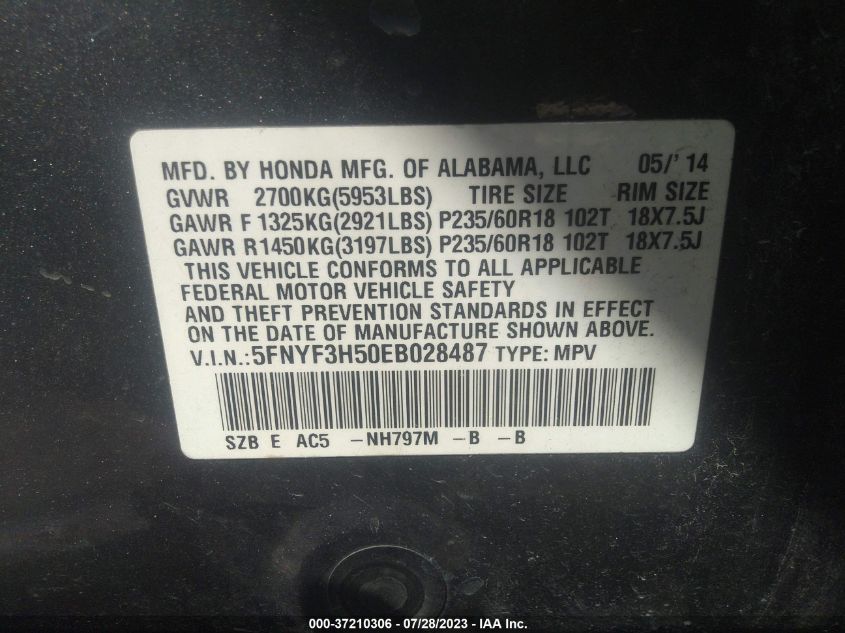 MFD. BY HONDA MFG. OF ALABAMA, LLC 05/' 14
GVWR 2700KG(5953LBS) TIRE SIZE RIM SIZE
GAWR F 1325KG(2921LBS) P235/60R18 102T 18X7.5J
GAWR R1450KG(3197LBS) P235/60R18 102T 18X7.5J
THIS VEHICLE CONFORMS TO ALL APPLICABLE
FEDERAL MOTOR VEHICLE SAFETY
AND THEFT PREVENTION STANDARDS IN EFFECT
ON THE DATE OF MANUFACTURE SHOWN ABOVE.
V.I.N.:5FNYF3H50EB028487 TYPE: MPV
SZB E AC5 -NH797M -B -B
000-37210306 - 07/28/2023 - IAA Inc.